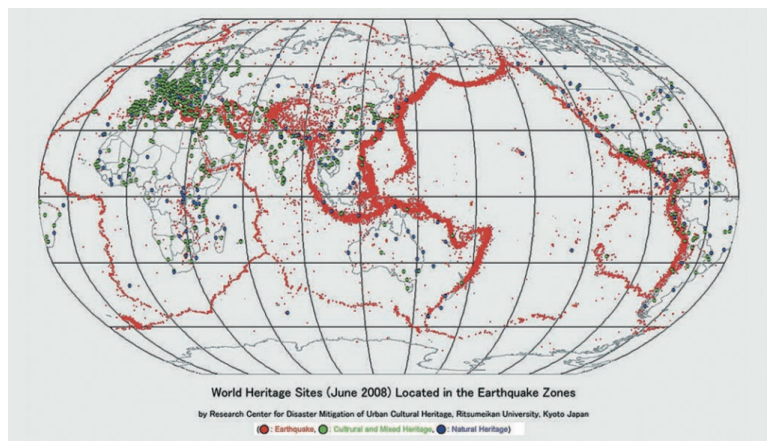 World Heritage Sites (June 2008) Located in the Earthquake Zones
by Research Center for Disaster Mitigation of Urban Cultural Heritage, Ritsumeikan University, Kyoto Japan
(●: Earthquake, ●: Cultrural and Mixed Heritage, ●: Natural Heritage)